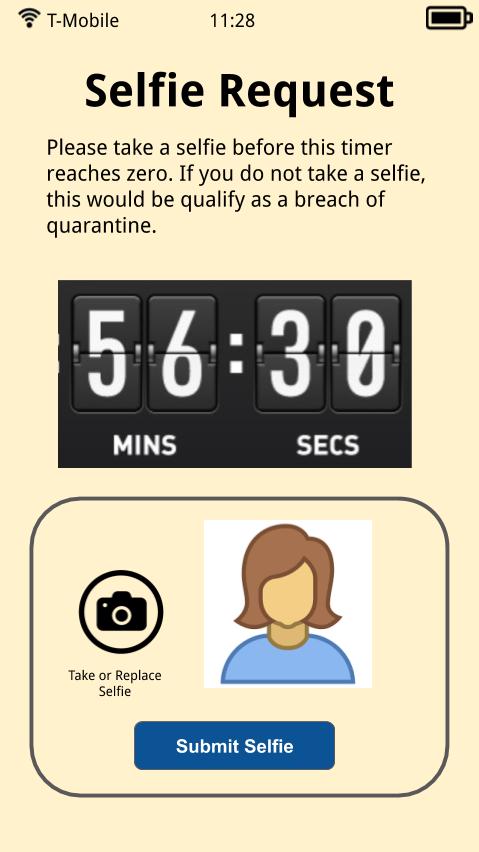 T-Mobile 11:28
Selfie Request
Please take a selfie before this timer
reaches zero. If you do not take a selfie,
this would be qualify as a breach of
quarantine.
56:30
MINS SECS
Take or Replace
Selfie
Submit Selfie